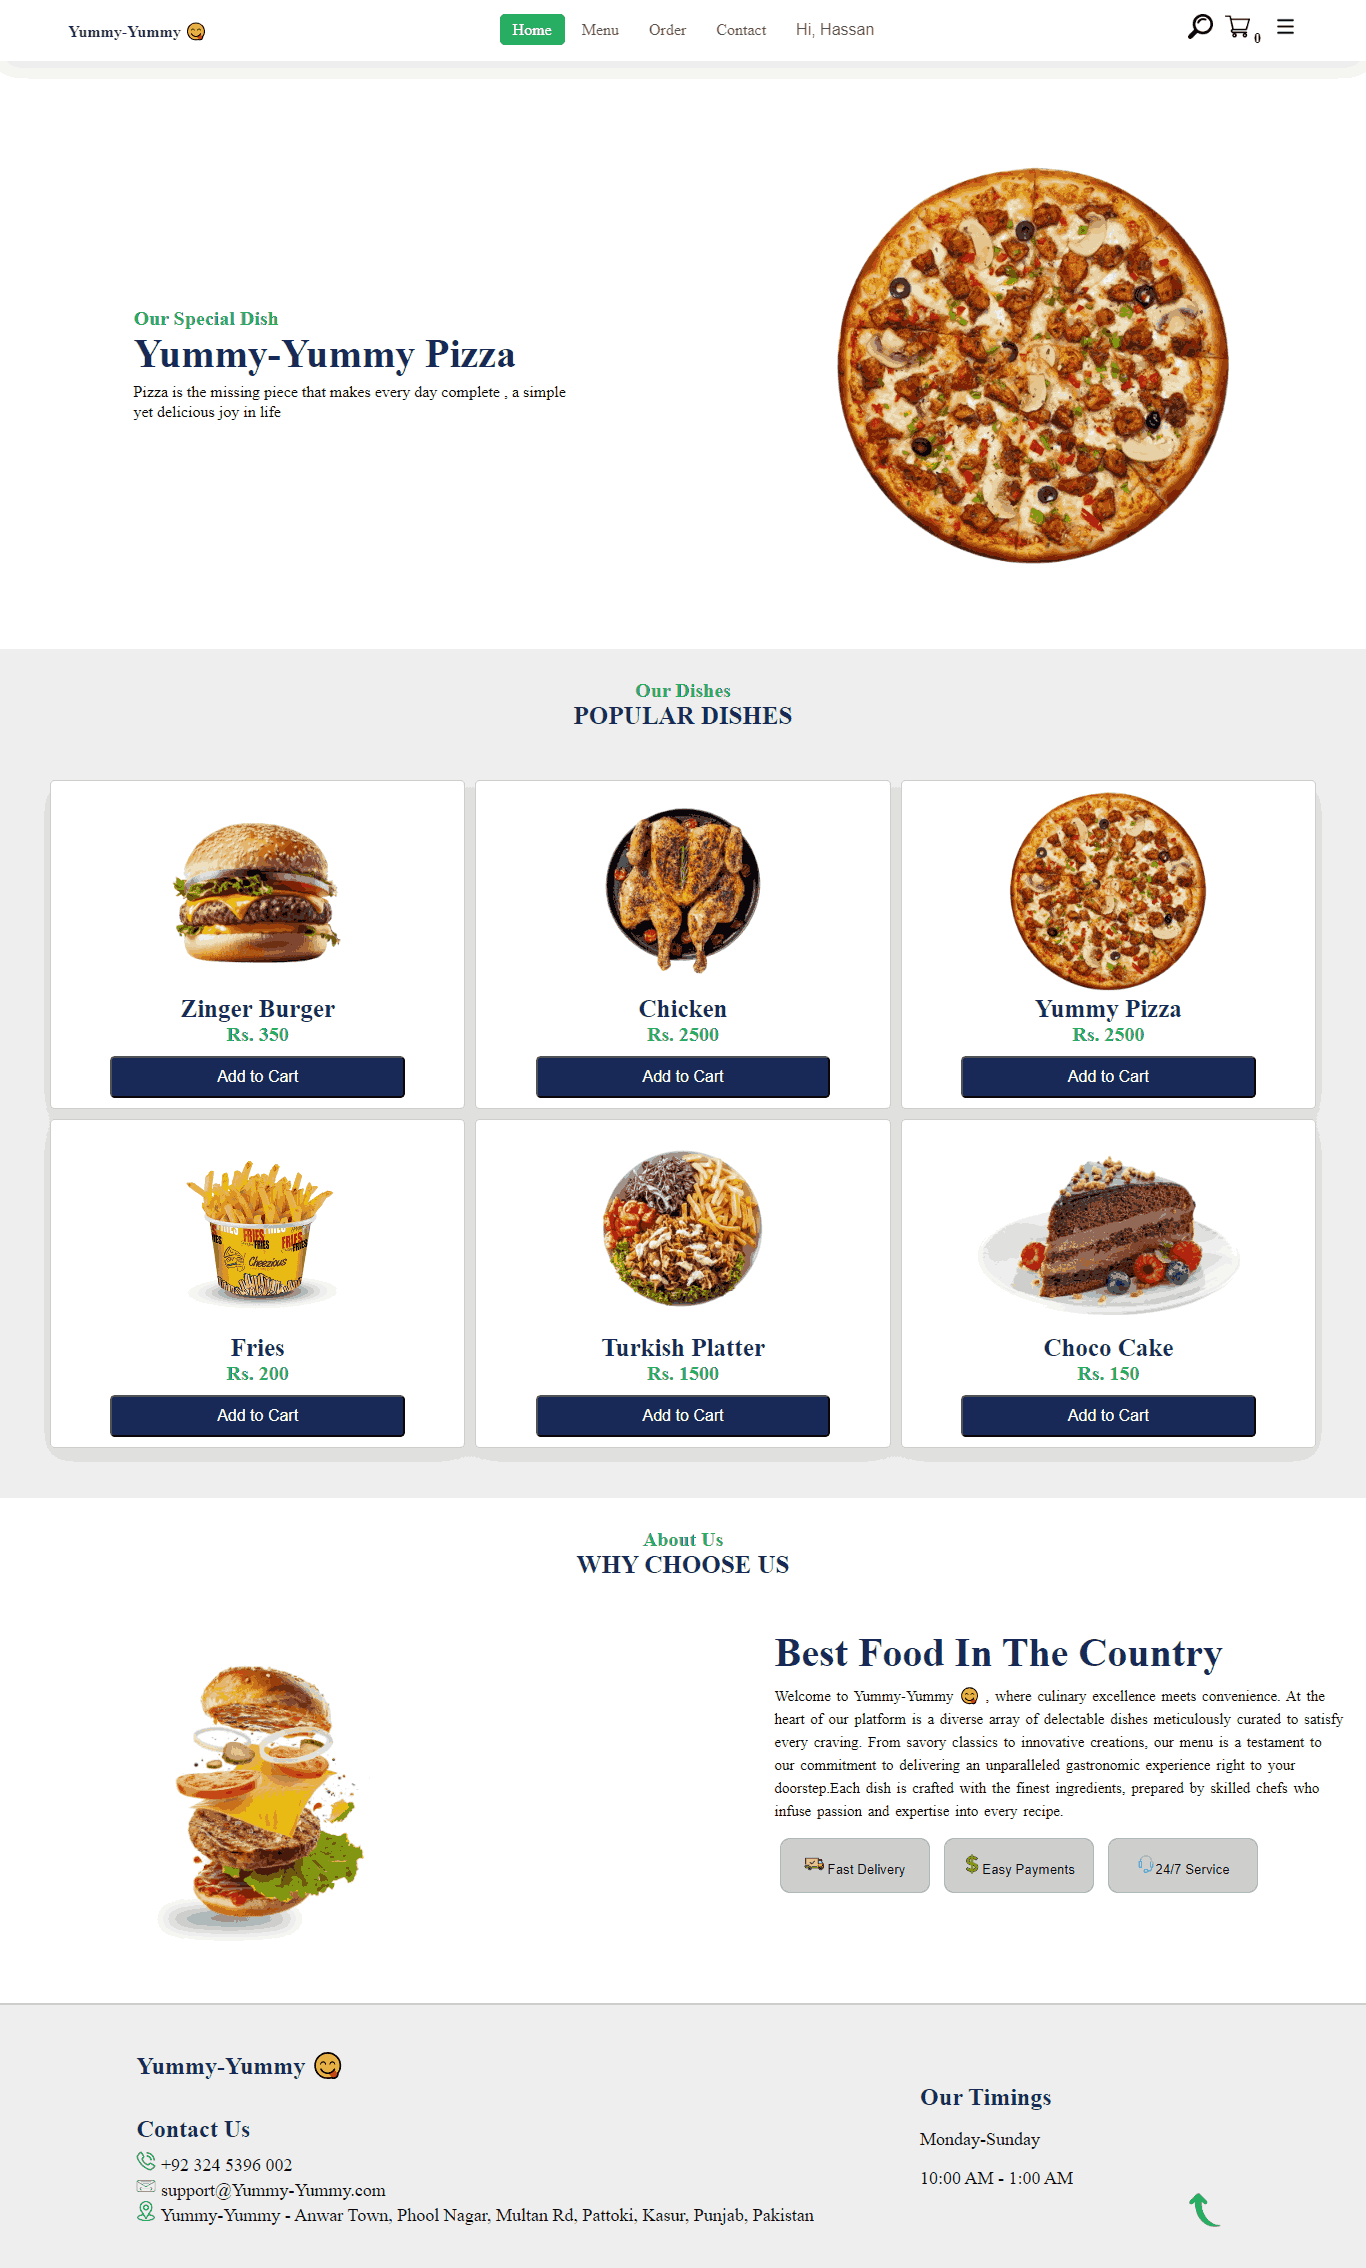 Yummy-Yummy 😋
Home Menu Order Contact Hi, Hassan
0
Our Special Dish
Yummy-Yummy Pizza
Pizza is the missing piece that makes every day complete , a simple
yet delicious joy in life
Our Dishes
POPULAR DISHES
Zinger Burger
Rs. 350
Add to Cart
Chicken
Rs. 2500
Add to Cart
Yummy Pizza
Rs. 2500
Add to Cart
FRIES FRIES FRIES FRIES
Cheezious
Fries
Rs. 200
Add to Cart
Turkish Platter
Rs. 1500
Add to Cart
Choco Cake
Rs. 150
Add to Cart
About Us
WHY CHOOSE US
Best Food In The Country
Welcome to Yummy-Yummy 😋 , where culinary excellence meets convenience. At the
heart of our platform is a diverse array of delectable dishes meticulously curated to satisfy
every craving. From savory classics to innovative creations, our menu is a testament to
our commitment to delivering an unparalleled gastronomic experience right to your
doorstep.Each dish is crafted with the finest ingredients, prepared by skilled chefs who
infuse passion and expertise into every recipe.
Fast Delivery
Easy Payments
24/7 Service
Yummy-Yummy 😋
Contact Us
+92 324 5396 002
support@Yummy-Yummy.com
Yummy-Yummy - Anwar Town, Phool Nagar, Multan Rd, Pattoki, Kasur, Punjab, Pakistan
Our Timings
Monday-Sunday
10:00 AM - 1:00 AM